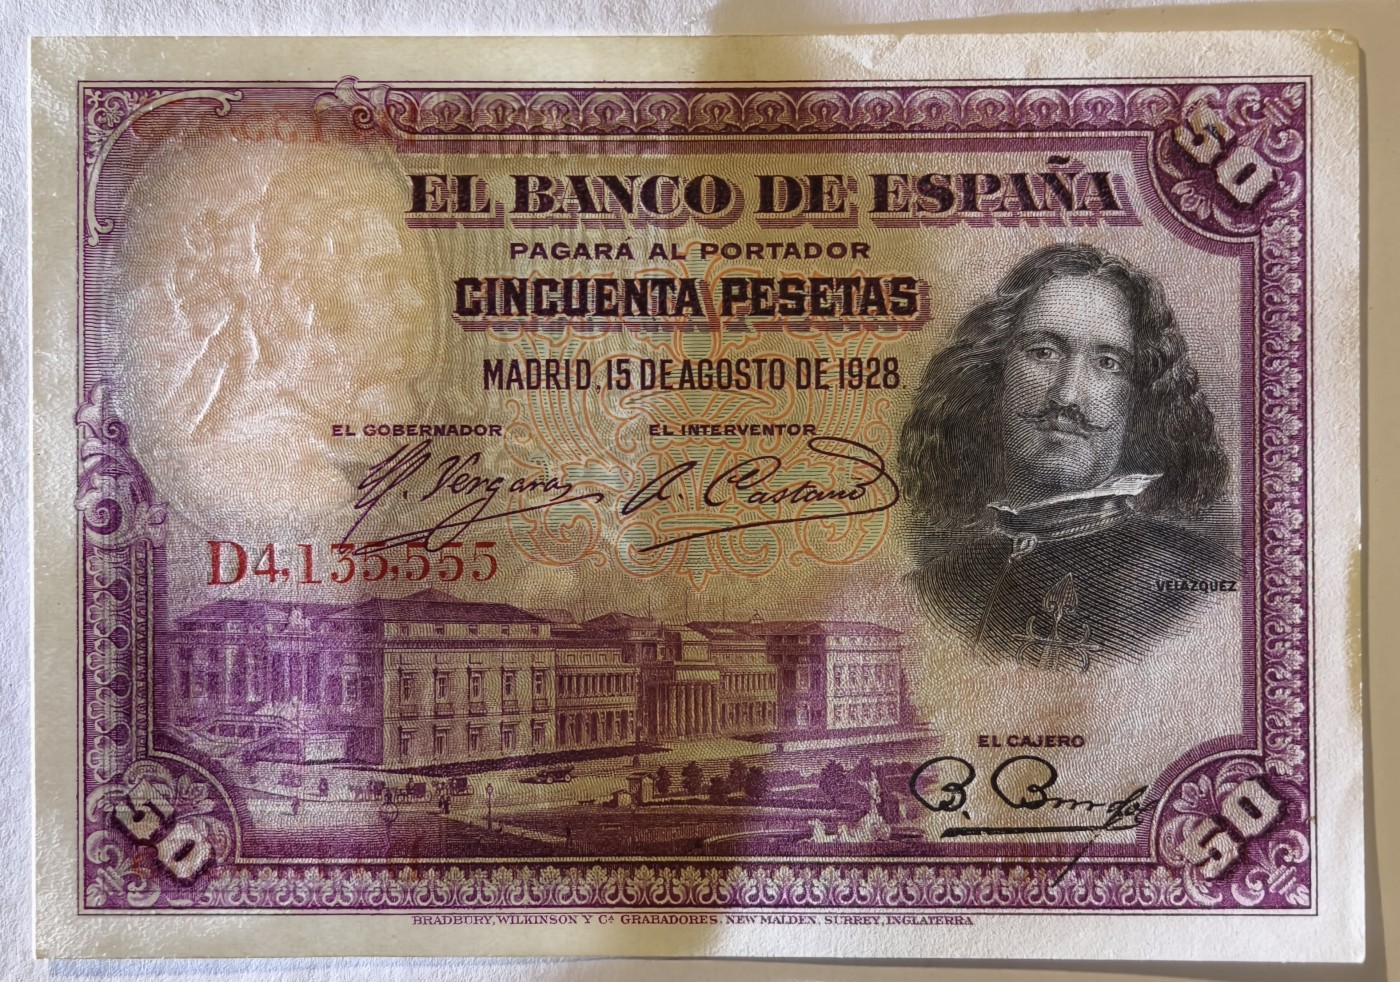 50
EL BANCO DE ESPAÑA
PAGARÁ AL PORTADOR
CINCUENTA PESETAS
MADRID, 15 DE AGOSTO DE 1928.
EL GOBERNADOR EL INTERVENTOR
D4,135,555
VELAZQUEZ
EL CAJERO
50 50
BRADBURY, WILKINSON Y Cª GRABADORES. NEW MALDEN, SURREY, INGLATERRA